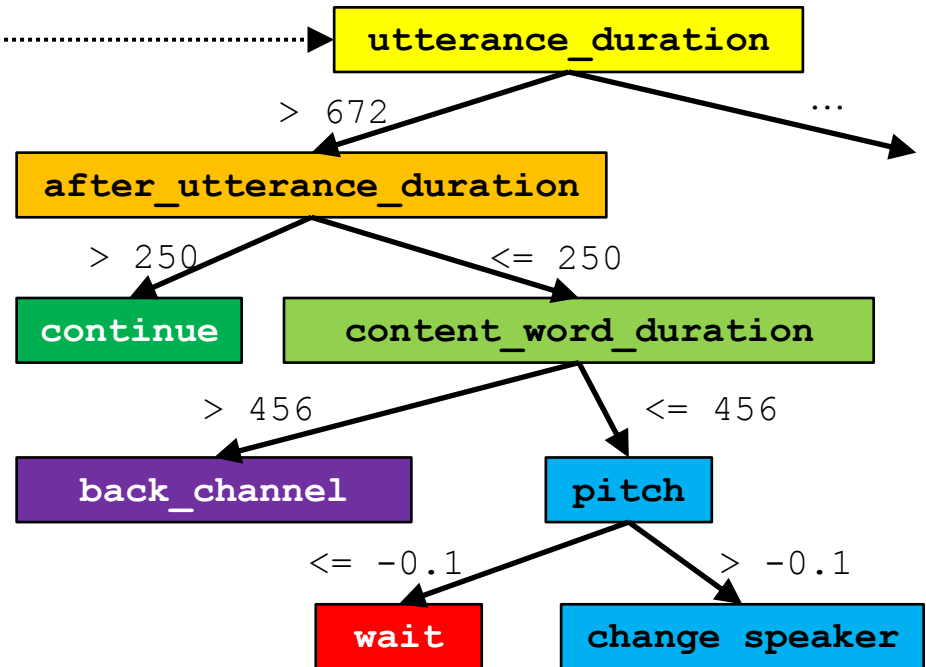 utterance_duration
> 672
...
after_utterance_duration
> 250
<= 250
continue
content_word_duration
> 456
<= 456
back_channel
pitch
<= -0.1
> -0.1
wait
change speaker